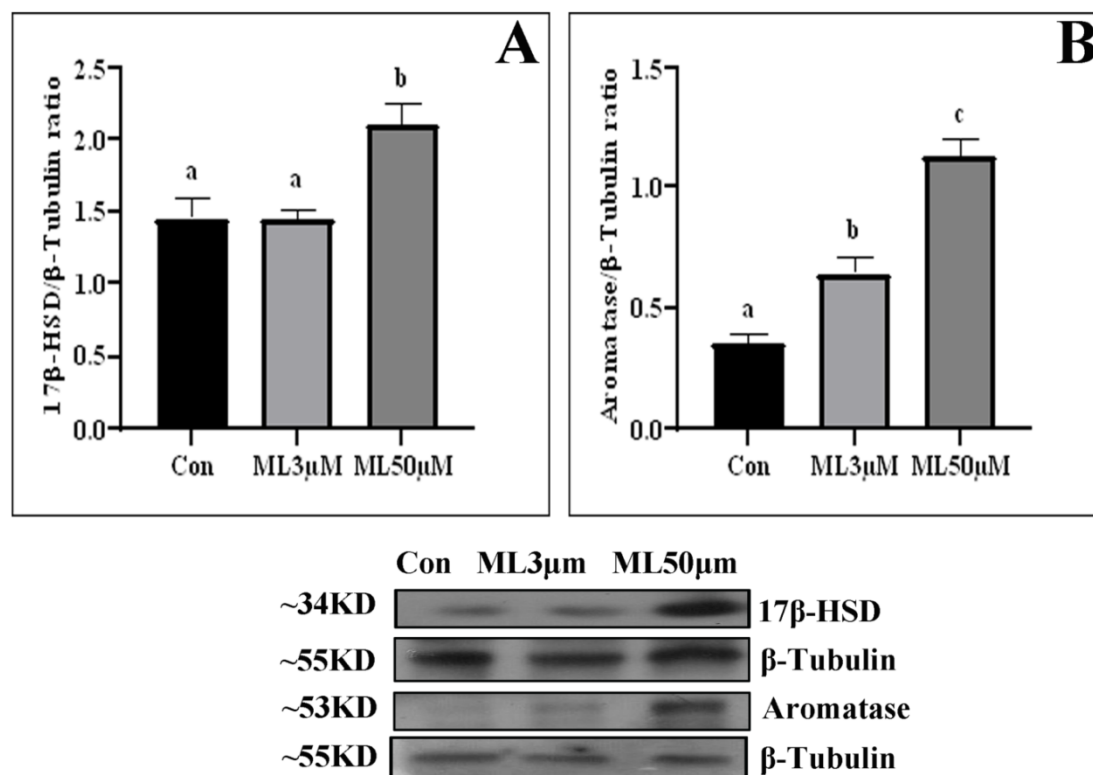 A
17β-HSD/β-Tubulin ratio
2.5
2.0
1.5
1.0
0.5
0.0
a
a
b
Con ML3μM ML50μM
B
Aromatase/β-Tubulin ratio
1.5
1.0
0.5
0.0
a
b
c
Con ML3μM ML50μM
Con ML3μm ML50μm
~34KD 17β-HSD
~55KD β-Tubulin
~53KD Aromatase
~55KD β-Tubulin